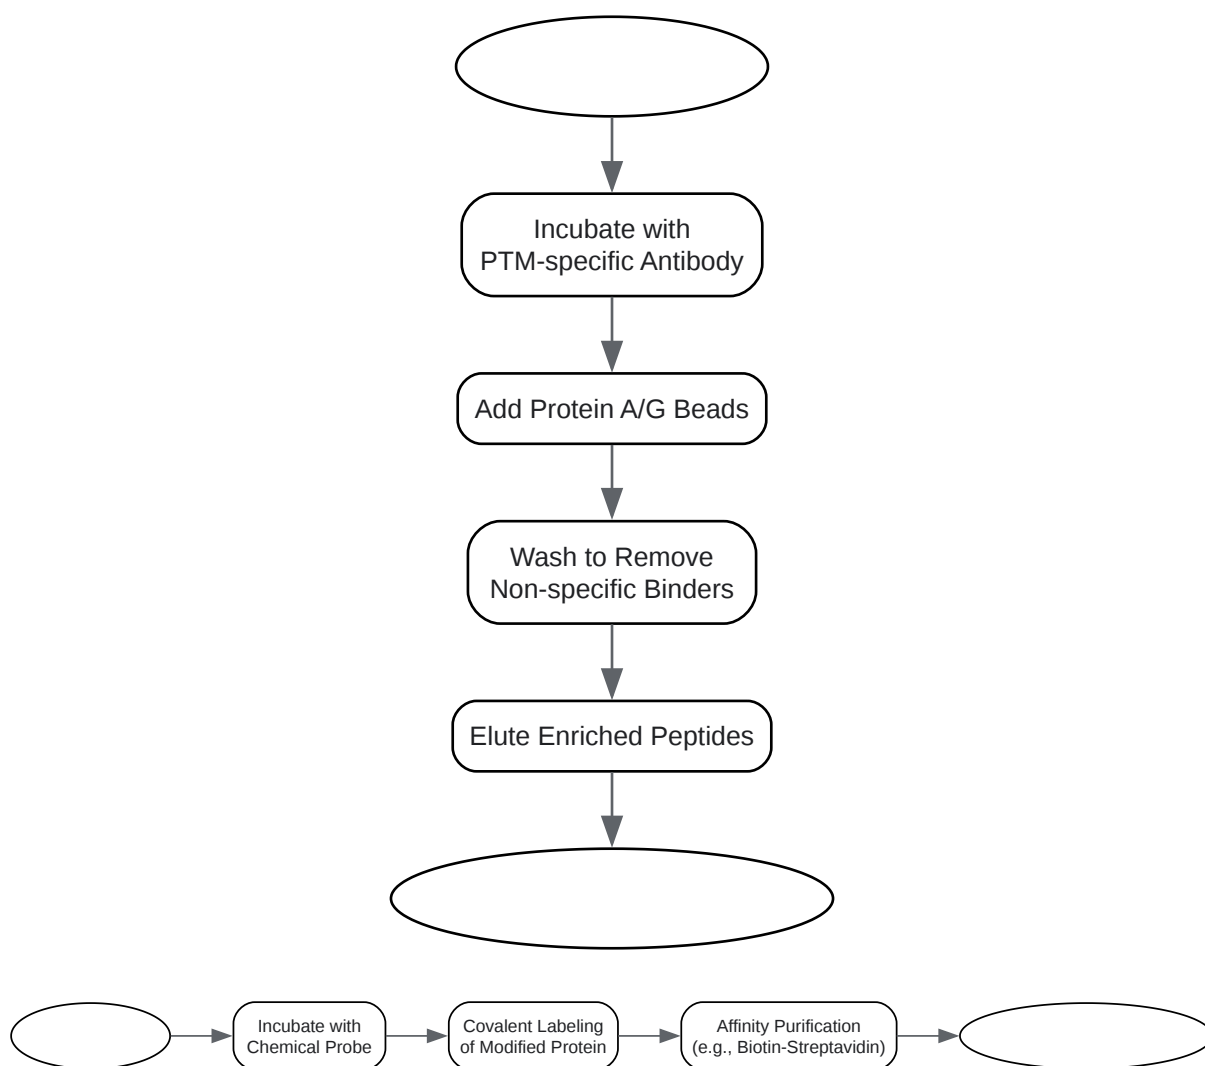 Incubate with
PTM-specific Antibody
Add Protein A/G Beads
Wash to Remove
Non-specific Binders
Elute Enriched Peptides
Incubate with
Chemical Probe
Covalent Labeling
of Modified Protein
Affinity Purification
(e.g., Biotin-Streptavidin)